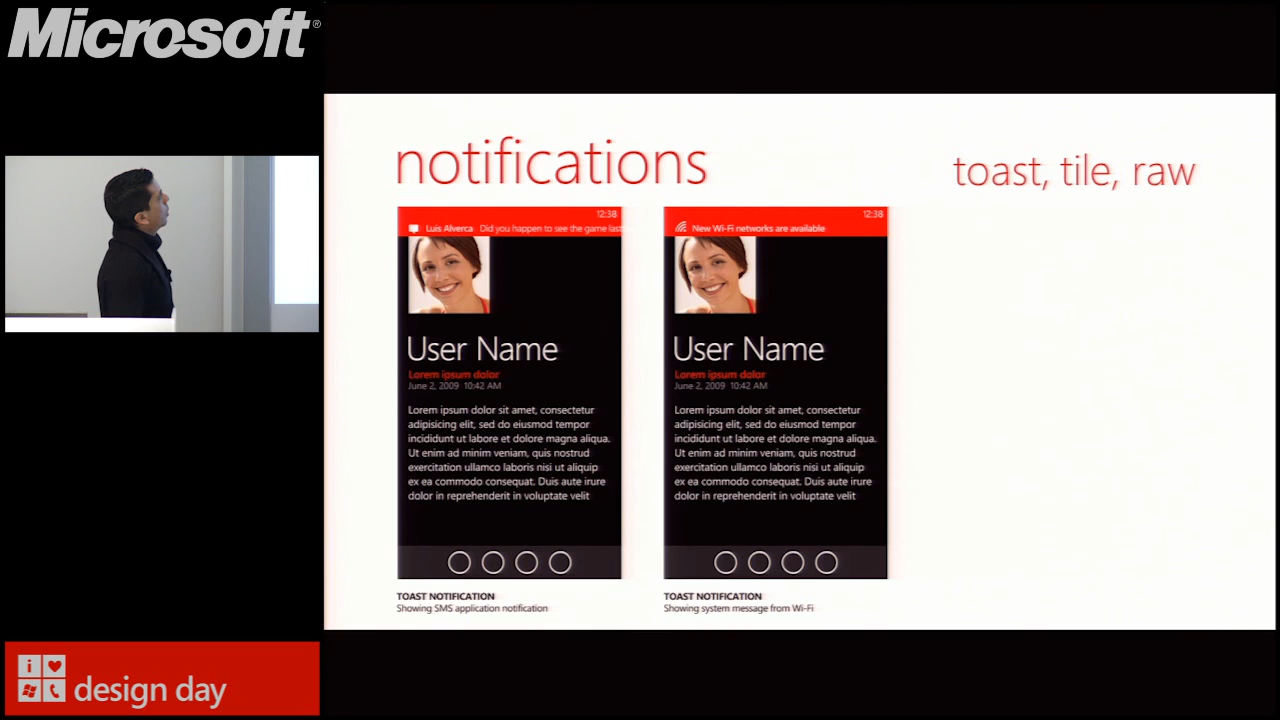 Microsoft®
notifications
toast, tile, raw
12:38
Luis Alverca Did you happen to see the game last
User Name
Lorem ipsum dolor
June 2, 2009 10:42 AM
Lorem ipsum dolor sit amet, consectetur
adipisicing elit, sed do eiusmod tempor
incididunt ut labore et dolore magna aliqua.
Ut enim ad minim veniam, quis nostrud
exercitation ullamco laboris nisi ut aliquip
ex ea commodo consequat. Duis aute irure
dolor in reprehenderit in voluptate velit
TOAST NOTIFICATION
Showing SMS application notification
12:38
New Wi-Fi networks are available
User Name
Lorem ipsum dolor
June 2, 2009 10:42 AM
Lorem ipsum dolor sit amet, consectetur
adipisicing elit, sed do eiusmod tempor
incididunt ut labore et dolore magna aliqua.
Ut enim ad minim veniam, quis nostrud
exercitation ullamco laboris nisi ut aliquip
ex ea commodo consequat. Duis aute irure
dolor in reprehenderit in voluptate velit
TOAST NOTIFICATION
Showing system message from Wi-Fi
i
design day